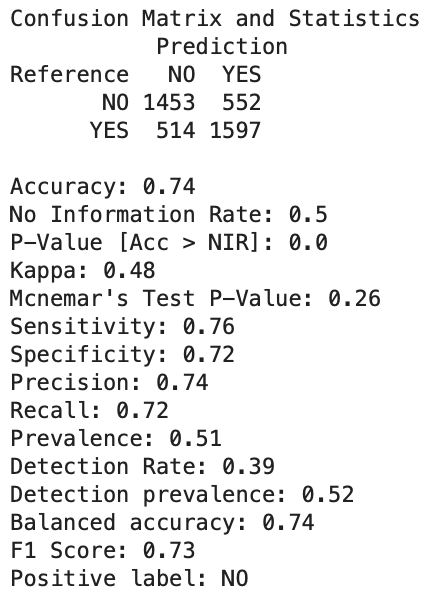 Confusion Matrix and Statistics
Prediction
Reference NO YES
NO 1453 552
YES 514 1597
Accuracy: 0.74
No Information Rate: 0.5
P-Value [Acc > NIR]: 0.0
Kappa: 0.48
Mcnemar's Test P-Value: 0.26
Sensitivity: 0.76
Specificity: 0.72
Precision: 0.74
Recall: 0.72
Prevalence: 0.51
Detection Rate: 0.39
Detection prevalence: 0.52
Balanced accuracy: 0.74
F1 Score: 0.73
Positive label: NO